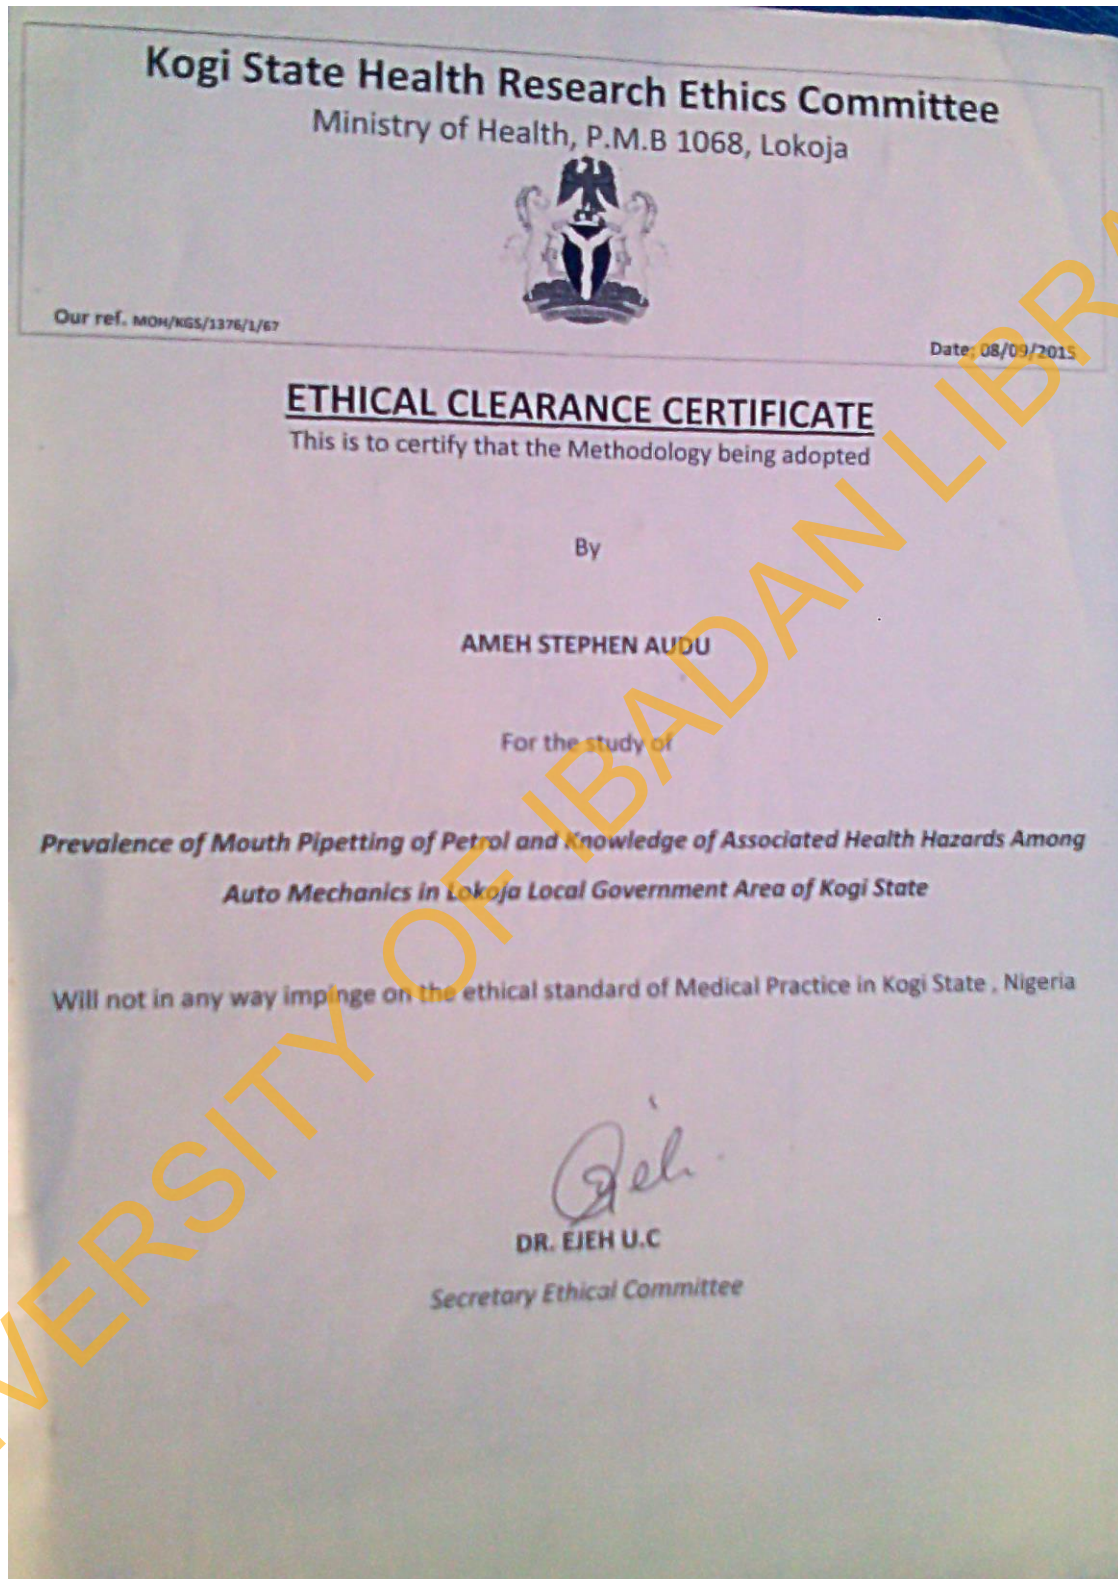 Kogi State Health Research Ethics Committee
Ministry of Health, P.M.B 1068, Lokoja
Our ref. MOH/KGS/1376/1/67
Date; 08/09/2015
ETHICAL CLEARANCE CERTIFICATE
This is to certify that the Methodology being adopted
By
AMEH STEPHEN AUDU
For the study of
Prevalence of Mouth Pipetting of Petrol and Knowledge of Associated Health Hazards Among
Auto Mechanics in Lokoja Local Government Area of Kogi State
Will not in any way impinge on the ethical standard of Medical Practice in Kogi State , Nigeria
DR. EJEH U.C
Secretary Ethical Committee
UNIVERSITY OF IBADAN LIBRARY